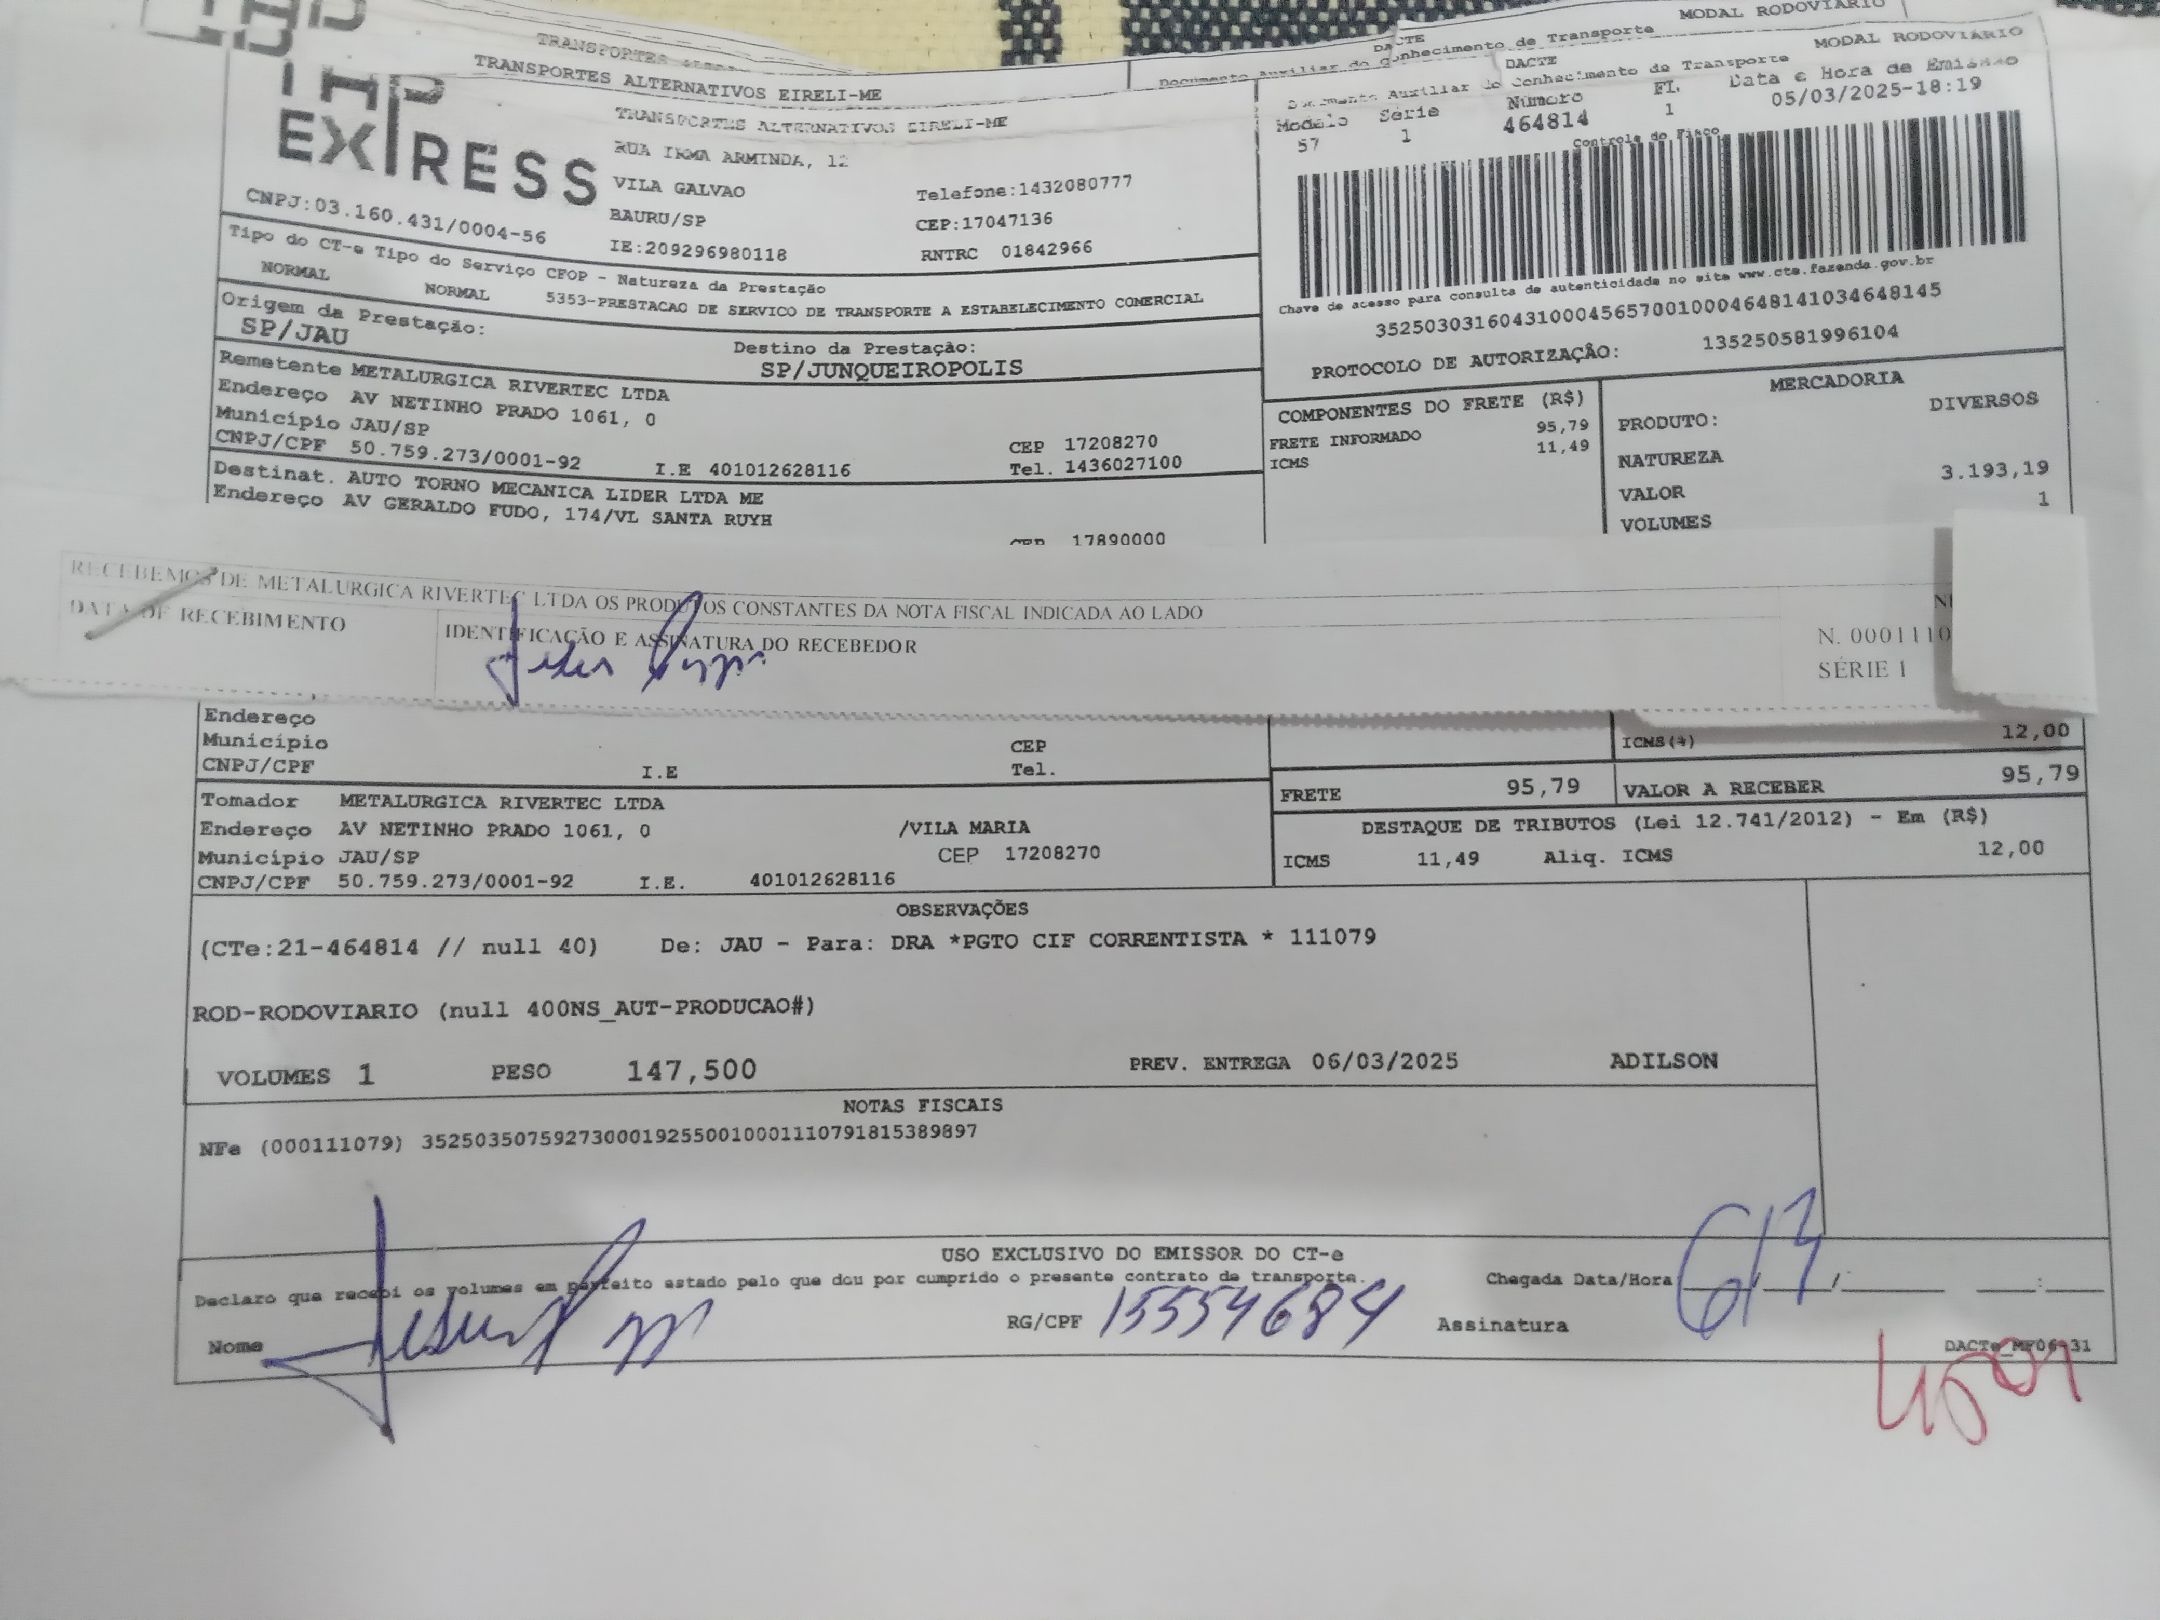 TRANSPORTES
TRANSPORTES ALTERNATIVOS EIRELI-ME
TRANSPORTES ALTERNATIVOS EIRELI-ME
EXPRESS
RUA IRMA ARMINDA, 12
VILA GALVAO
BAURU/SP
IE:209296980118
Telefone:1432080777
CEP:17047136
RNTRC 01842966
CNPJ:03.160.431/0004-56
MODAL RODOVIÁRIO
DACTE
Documento Auxiliar do Conhecimento de Transporte
MODAL RODOVIÁRIO
DACTE
Documento Auxiliar do Conhecimento de Transporte
Modelo Série Número FL. Data e Hora de Emissão
57 1 464814 1 05/03/2025-18:19
Controle do Fisco
Chave de acesso para consulta de autenticidade no site www.cte.fazenda.gov.br
35250303160431000456570010004648141034648145
PROTOCOLO DE AUTORIZAÇÃO: 135250581996104
Tipo do CT-e Tipo do Serviço CFOP - Natureza da Prestação
NORMAL NORMAL 5353-PRESTACAO DE SERVICO DE TRANSPORTE A ESTABELECIMENTO COMERCIAL
Origem da Prestação: Destino da Prestação:
SP/JAU SP/JUNQUEIROPOLIS
Remetente METALURGICA RIVERTEC LTDA
Endereço AV NETINHO PRADO 1061, 0
Município JAU/SP CEP 17208270
CNPJ/CPF 50.759.273/0001-92 I.E 401012628116 Tel. 1436027100
Destinat. AUTO TORNO MECANICA LIDER LTDA ME
Endereço AV GERALDO FUDO, 174/VL SANTA RUYH
CEP 17890000
COMPONENTES DO FRETE (R$)
FRETE INFORMADO 95,79
ICMS 11,49
MERCADORIA
PRODUTO: DIVERSOS
NATUREZA
VALOR 3.193,19
VOLUMES 1
RECEBEMOS DE METALURGICA RIVERTEC LTDA OS PRODUTOS CONSTANTES DA NOTA FISCAL INDICADA AO LADO
DATA DE RECEBIMENTO
IDENTIFICAÇÃO E ASSINATURA DO RECEBEDOR
N. 0001110
SÉRIE 1
Endereço
Município CEP
CNPJ/CPF I.E Tel.
ICMS(%) 12,00
FRETE 95,79 VALOR A RECEBER 95,79
Tomador METALURGICA RIVERTEC LTDA
Endereço AV NETINHO PRADO 1061, 0 /VILA MARIA
Município JAU/SP CEP 17208270
CNPJ/CPF 50.759.273/0001-92 I.E. 401012628116
DESTAQUE DE TRIBUTOS (Lei 12.741/2012) - Em (R$)
ICMS 11,49 Aliq. ICMS 12,00
OBSERVAÇÕES
(CTe:21-464814 // null 40) De: JAU - Para: DRA *PGTO CIF CORRENTISTA * 111079
ROD-RODOVIARIO (null 400NS_AUT-PRODUCAO#)
VOLUMES 1 PESO 147,500 PREV. ENTREGA 06/03/2025 ADILSON
NOTAS FISCAIS
NFe (000111079) 35250350759273000192550010001110791815389897
USO EXCLUSIVO DO EMISSOR DO CT-e
Declaro que recebi os volumes em perfeito estado pelo que dou por cumprido o presente contrato de transporte.
Chegada Data/Hora 6/3
Nome RG/CPF 15554684 Assinatura
DACTe_MF06-31